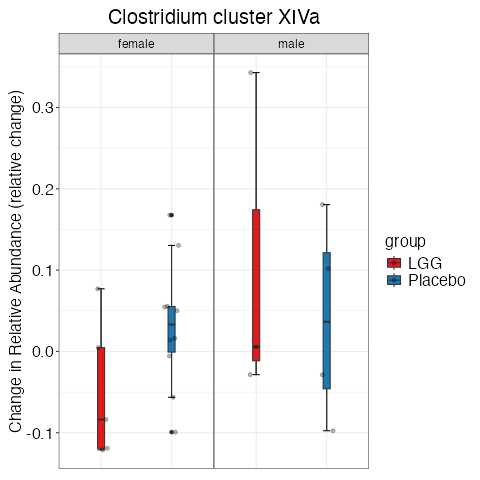 Clostridium cluster XIVa
female
male
Change in Relative Abundance (relative change)
0.3
0.2
0.1
0.0
-0.1
group
LGG
Placebo